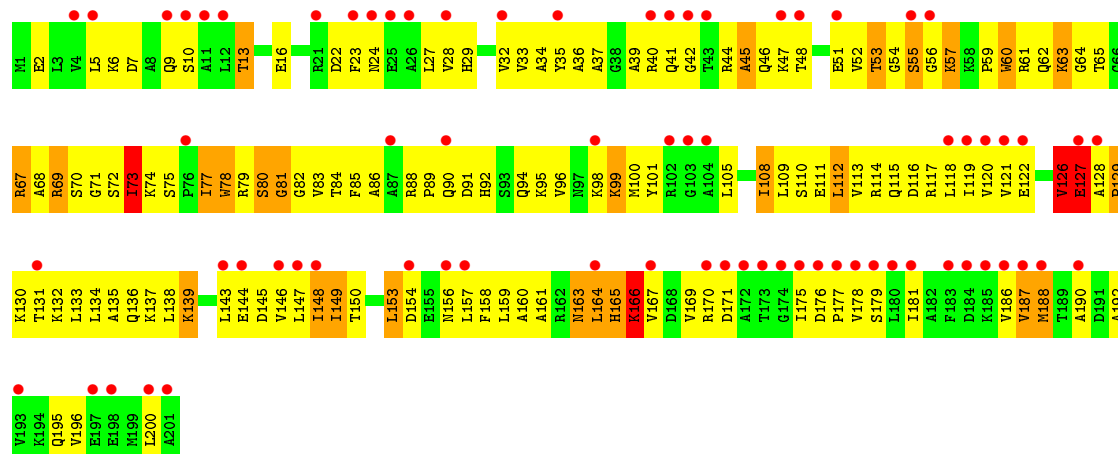 M1 E2 L3 V4 L5 K6 D7 A8 Q9 S10 A11 L12 T13 E16 R21 D22 F23 N24 E25 A26 L27 V28 H29 V32 V33 A34 Y35 A36 A37 G38 A39 R40 Q41 G42 T43 R44 A45 Q46 K47 T48 E51 V52 T53 G54 S55 G56 K57 K58 P59 W60 R61 Q62 K63 G64 T65 G66
R67 A68 R69 S70 G71 S72 I73 K74 S75 P76 I77 W78 R79 S80 G81 G82 V83 T84 F85 A86 A87 R88 P89 Q90 D91 H92 S93 Q94 K95 V96 N97 K98 K99 M100 Y101 R102 G103 A104 L105 I108 L109 S110 E111 L112 V113 R114 Q115 D116 R117 L118 I119 V120 V121 E122 V126 E127 A128 P129
K130 T131 K132 L133 L134 A135 Q136 K137 L138 K139 L143 E144 D145 V146 L147 I148 I149 T150 L153 D154 E155 N156 L157 F158 L159 A160 A161 R162 N163 L164 H165 K166 V167 D168 V169 R170 D171 A172 T173 G174 I175 D176 P177 V178 S179 L180 I181 A182 F183 D184 K185 V186 V187 M188 T189 A190 D191 A192
V193 K194 Q195 V196 E197 E198 M199 L200 A201